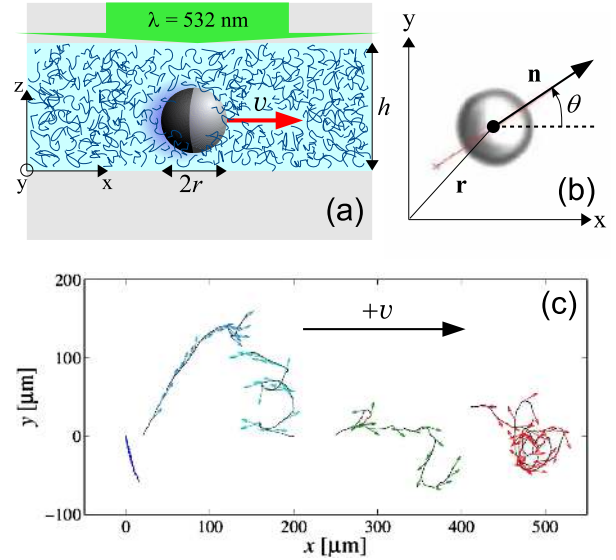 λ = 532 nm
z
v
h
y
x
2r
(a)
y
n
θ
r
(b)
x
200
(c)
+v
100
y [μm]
0
−100
0
100
200
300
400
500
x [μm]